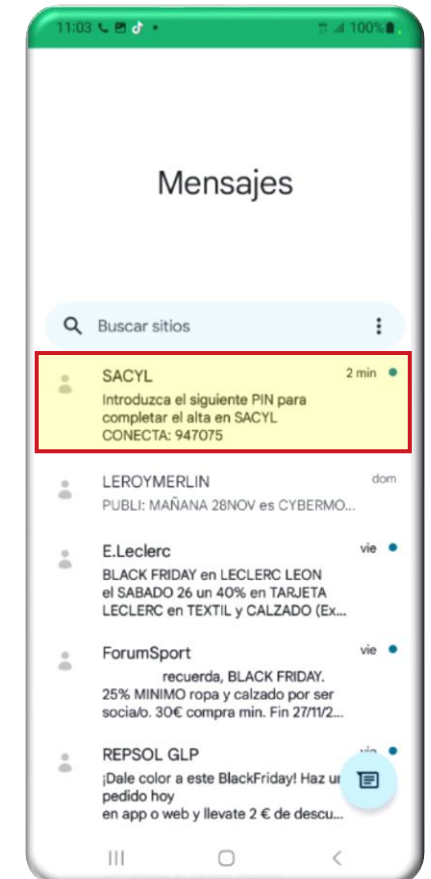 11:03 100%
Mensajes
Buscar sitios
SACYL 2 min
Introduzca el siguiente PIN para
completar el alta en SACYL
CONECTA: 947075
LEROYMERLIN dom
PUBLI: MAÑANA 28NOV es CYBERMO...
E.Leclerc vie
BLACK FRIDAY en LECLERC LEON
el SABADO 26 un 40% en TARJETA
LECLERC en TEXTIL y CALZADO (Ex...
ForumSport vie
recuerda, BLACK FRIDAY.
25% MINIMO ropa y calzado por ser
socia/o. 30€ compra min. Fin 27/11/2...
REPSOL GLP vie
¡Dale color a este BlackFriday! Haz un
pedido hoy
en app o web y llevate 2 € de descu...